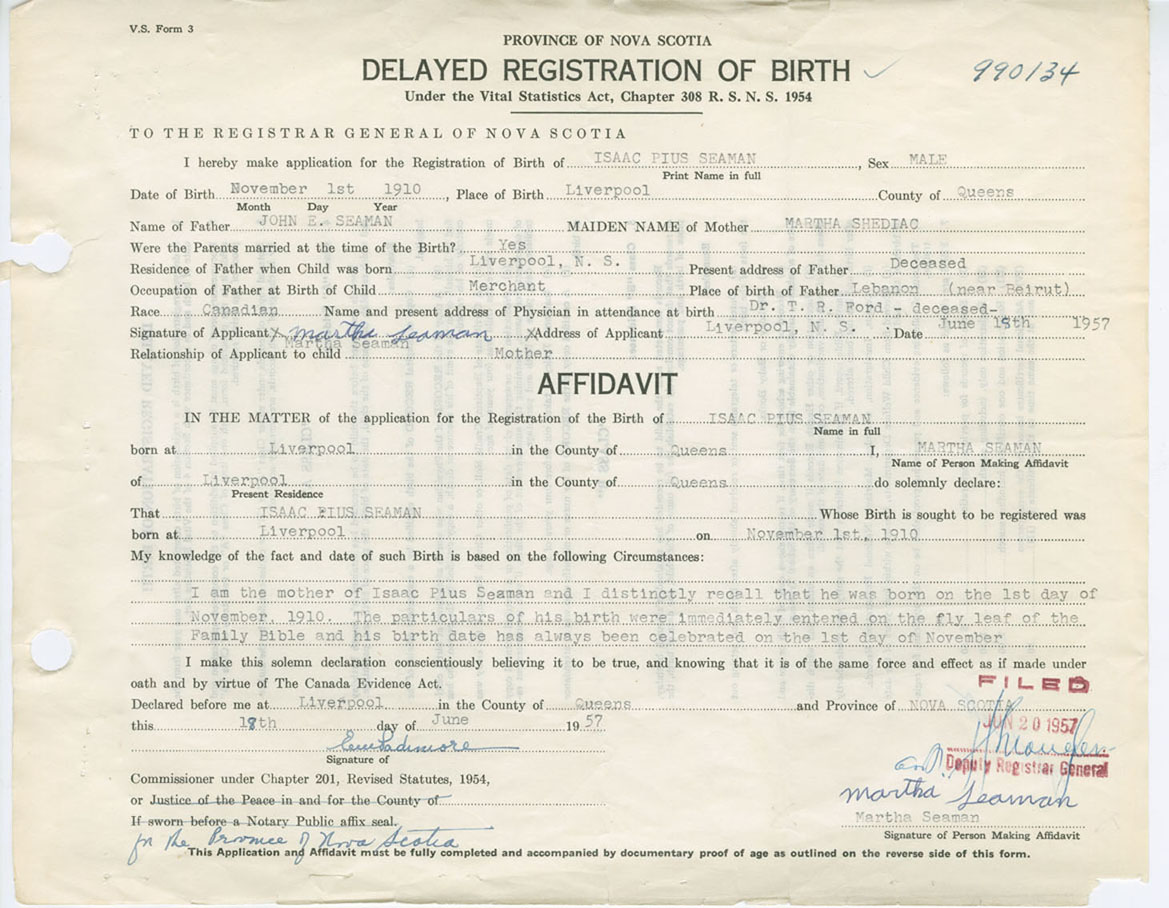 V.S. Form 3
PROVINCE OF NOVA SCOTIA
DELAYED REGISTRATION OF BIRTH
990134
Under the Vital Statistics Act, Chapter 308 R. S. N. S. 1954
TO THE REGISTRAR GENERAL OF NOVA SCOTIA
I hereby make application for the Registration of Birth of ISAAC PIUS SEAMAN, Sex MALE
Print Name in full
Date of Birth November 1st 1910, Place of Birth Liverpool County of Queens
Month Day Year
Name of Father JOHN E. SEAMAN MAIDEN NAME of Mother MARTHA SHEDIAC
Were the Parents married at the time of the Birth? Yes
Residence of Father when Child was born Liverpool, N. S. Present address of Father Deceased
Occupation of Father at Birth of Child Merchant Place of birth of Father Lebanon (near Beirut)
Race Canadian Name and present address of Physician in attendance at birth Dr. T. R. Ford - deceased-
Signature of Applicant X Martha Seaman X Address of Applicant Liverpool, N. S. Date June 18th 1957
Martha Seaman
Relationship of Applicant to child Mother
AFFIDAVIT
IN THE MATTER of the application for the Registration of the Birth of ISAAC PIUS SEAMAN
Name in full
born at Liverpool in the County of Queens I, MARTHA SEAMAN
Name of Person Making Affidavit
of Liverpool in the County of Queens do solemnly declare:
Present Residence
That ISAAC PIUS SEAMAN Whose Birth is sought to be registered was
born at Liverpool on November 1st, 1910
My knowledge of the fact and date of such Birth is based on the following Circumstances:
I am the mother of Isaac Pius Seaman and I distinctly recall that he was born on the 1st day of
November, 1910. The particulars of his birth were immediately entered on the fly leaf of the
Family Bible and his birth date has always been celebrated on the 1st day of November
I make this solemn declaration conscientiously believing it to be true, and knowing that it is of the same force and effect as if made under
oath and by virtue of The Canada Evidence Act.
FILED
Declared before me at Liverpool in the County of Queens and Province of NOVA SCOTIA
JUN 20 1957
this 18th day of June 1957
Deputy Registrar General
Signature of
Commissioner under Chapter 201, Revised Statutes, 1954,
Martha Seaman
or Justice of the Peace in and for the County of
Martha Seaman
If sworn before a Notary Public affix seal.
Signature of Person Making Affidavit
for the Province of Nova Scotia
This Application and Affidavit must be fully completed and accompanied by documentary proof of age as outlined on the reverse side of this form.